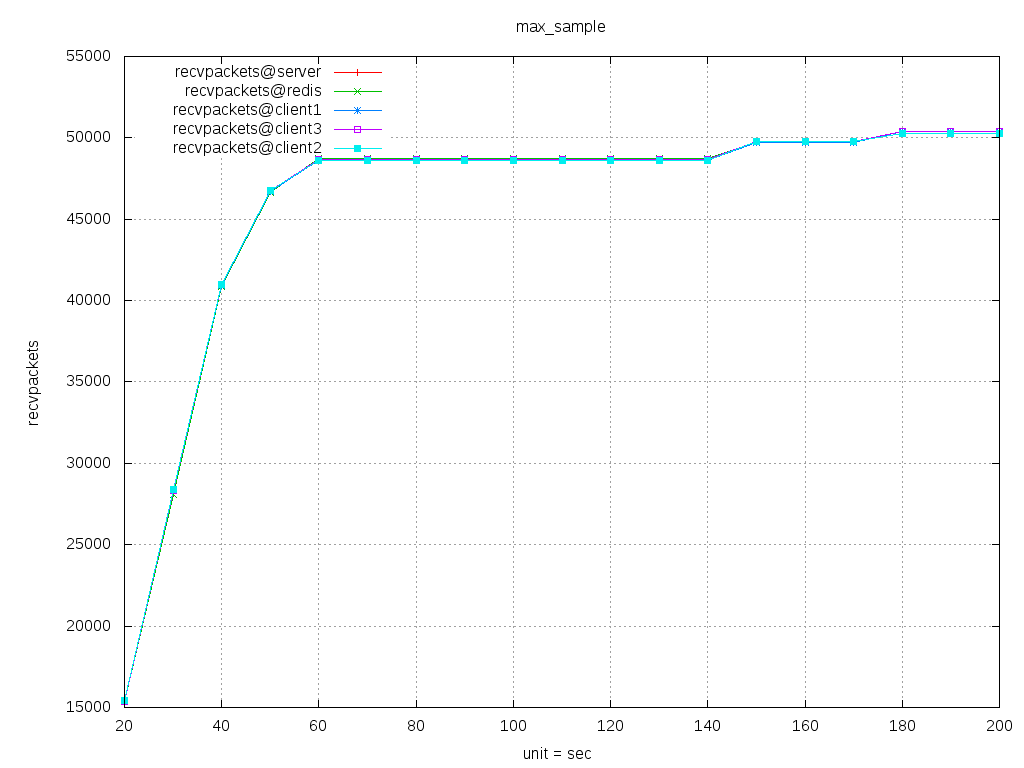 max_sample
55000
50000
45000
40000
35000
30000
25000
20000
15000
recvpackets
recvpackets@server
recvpackets@redis
recvpackets@client1
recvpackets@client3
recvpackets@client2
20 40 60 80 100 120 140 160 180 200
unit = sec